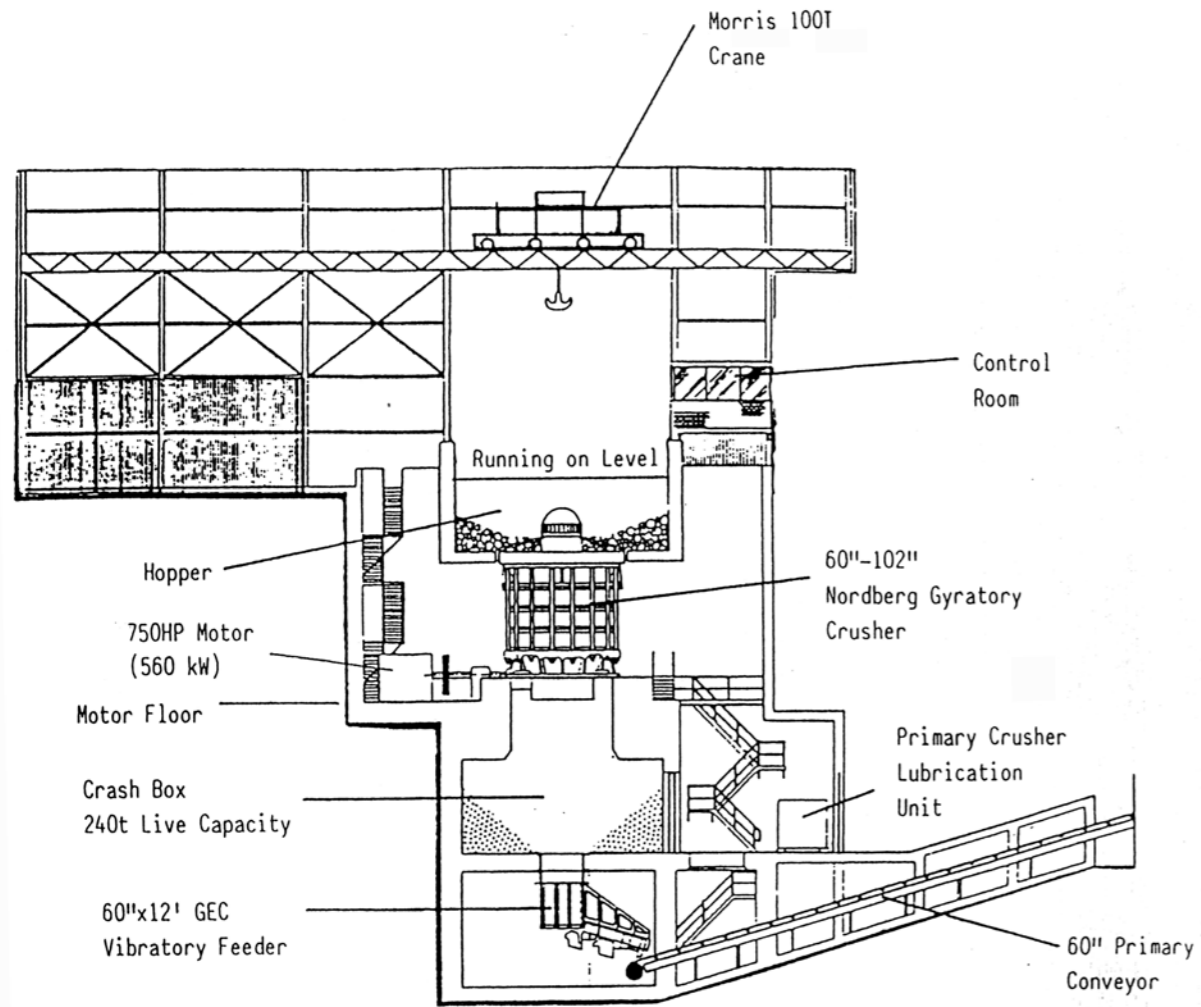 Morris 100T
Crane
Control
Room
Running on Level
Hopper
60"-102"
Nordberg Gyratory
Crusher
750HP Motor
(560 kW)
Motor Floor
Primary Crusher
Lubrication
Unit
Crash Box
240t Live Capacity
60"x12' GEC
Vibratory Feeder
60" Primary
Conveyor